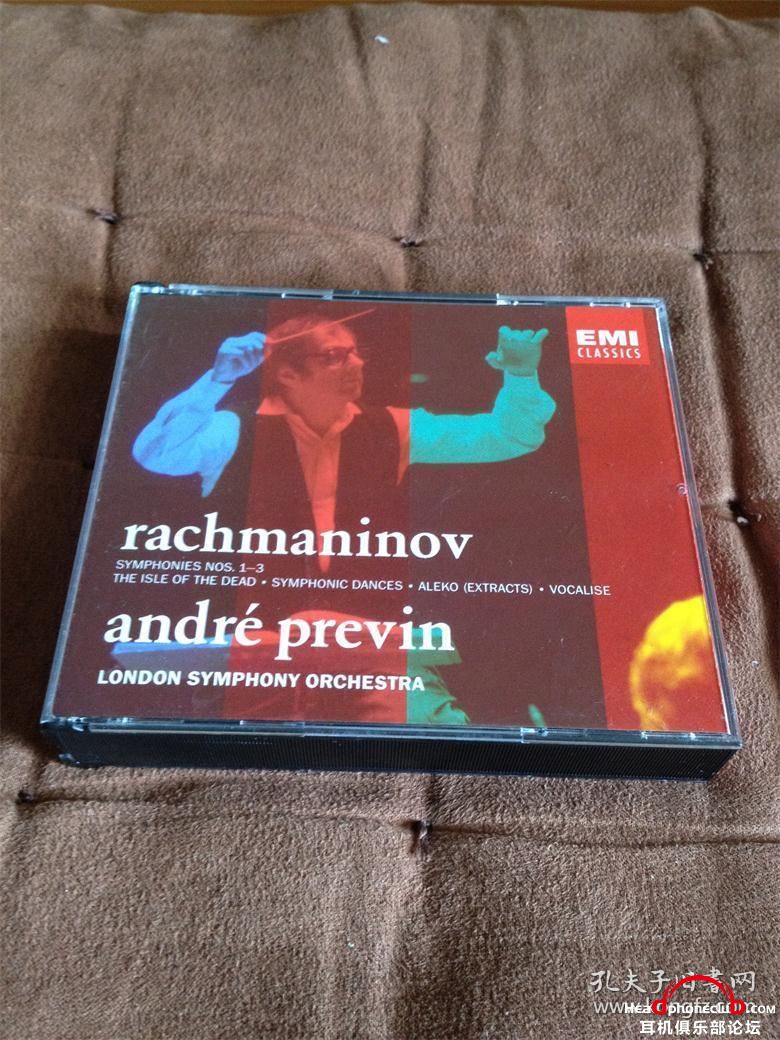 EMI
CLASSICS
rachmaninov
SYMPHONIES NOS. 1–3
THE ISLE OF THE DEAD • SYMPHONIC DANCES • ALEKO (EXTRACTS) • VOCALISE
andré previn
LONDON SYMPHONY ORCHESTRA
孔夫子旧书网
耳机俱乐部论坛